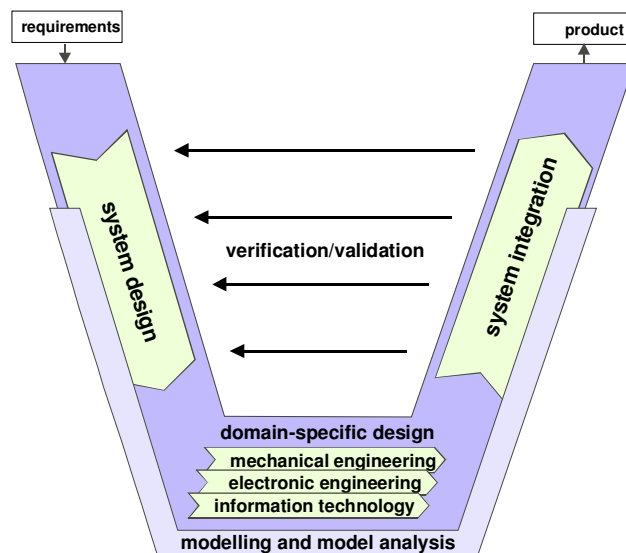 requirements
product
system design
system integration
verification/validation
domain-specific design
mechanical engineering
electronic engineering
information technology
modelling and model analysis